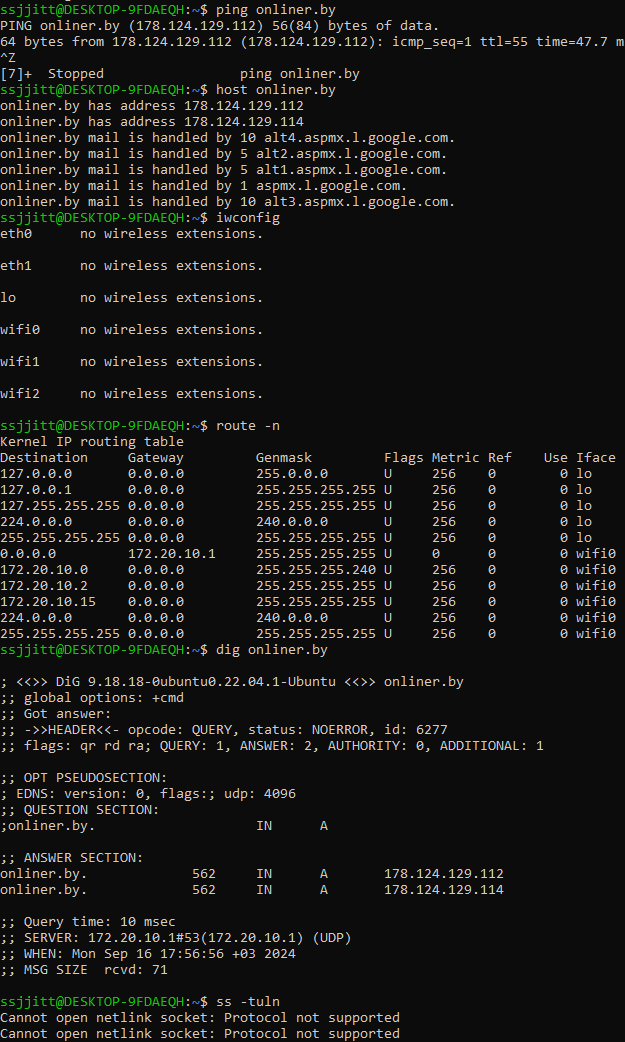 ssjjitt@DESKTOP-9FDAEQH:~$ ping onliner.by
PING onliner.by (178.124.129.112) 56(84) bytes of data.
64 bytes from 178.124.129.112 (178.124.129.112): icmp_seq=1 ttl=55 time=47.7 m
^Z
[7]+  Stopped                 ping onliner.by
ssjjitt@DESKTOP-9FDAEQH:~$ host onliner.by
onliner.by has address 178.124.129.112
onliner.by has address 178.124.129.114
onliner.by mail is handled by 10 alt4.aspmx.l.google.com.
onliner.by mail is handled by 5 alt2.aspmx.l.google.com.
onliner.by mail is handled by 5 alt1.aspmx.l.google.com.
onliner.by mail is handled by 1 aspmx.l.google.com.
onliner.by mail is handled by 10 alt3.aspmx.l.google.com.
ssjjitt@DESKTOP-9FDAEQH:~$ iwconfig
eth0      no wireless extensions.
eth1      no wireless extensions.
lo        no wireless extensions.
wifi0     no wireless extensions.
wifi1     no wireless extensions.
wifi2     no wireless extensions.
ssjjitt@DESKTOP-9FDAEQH:~$ route -n
Kernel IP routing table
Destination     Gateway         Genmask         Flags Metric Ref    Use Iface
127.0.0.0       0.0.0.0         255.0.0.0       U     256    0        0 lo
127.0.0.1       0.0.0.0         255.255.255.255 U     256    0        0 lo
127.255.255.255 0.0.0.0         255.255.255.255 U     256    0        0 lo
224.0.0.0       0.0.0.0         240.0.0.0       U     256    0        0 lo
255.255.255.255 0.0.0.0         255.255.255.255 U     256    0        0 lo
0.0.0.0         172.20.10.1     255.255.255.255 U     0      0        0 wifi0
172.20.10.0     0.0.0.0         255.255.255.240 U     256    0        0 wifi0
172.20.10.2     0.0.0.0         255.255.255.255 U     256    0        0 wifi0
172.20.10.15    0.0.0.0         255.255.255.255 U     256    0        0 wifi0
224.0.0.0       0.0.0.0         240.0.0.0       U     256    0        0 wifi0
255.255.255.255 0.0.0.0         255.255.255.255 U     256    0        0 wifi0
ssjjitt@DESKTOP-9FDAEQH:~$ dig onliner.by
; <<>> DiG 9.18.18-0ubuntu0.22.04.1-Ubuntu <<>> onliner.by
;; global options: +cmd
;; Got answer:
;; ->>HEADER<<- opcode: QUERY, status: NOERROR, id: 6277
;; flags: qr rd ra; QUERY: 1, ANSWER: 2, AUTHORITY: 0, ADDITIONAL: 1
;; OPT PSEUDOSECTION:
; EDNS: version: 0, flags:; udp: 4096
;; QUESTION SECTION:
;onliner.by.                    IN      A
;; ANSWER SECTION:
onliner.by.             562     IN      A       178.124.129.112
onliner.by.             562     IN      A       178.124.129.114
;; Query time: 10 msec
;; SERVER: 172.20.10.1#53(172.20.10.1) (UDP)
;; WHEN: Mon Sep 16 17:56:56 +03 2024
;; MSG SIZE  rcvd: 71
ssjjitt@DESKTOP-9FDAEQH:~$ ss -tuln
Cannot open netlink socket: Protocol not supported
Cannot open netlink socket: Protocol not supported